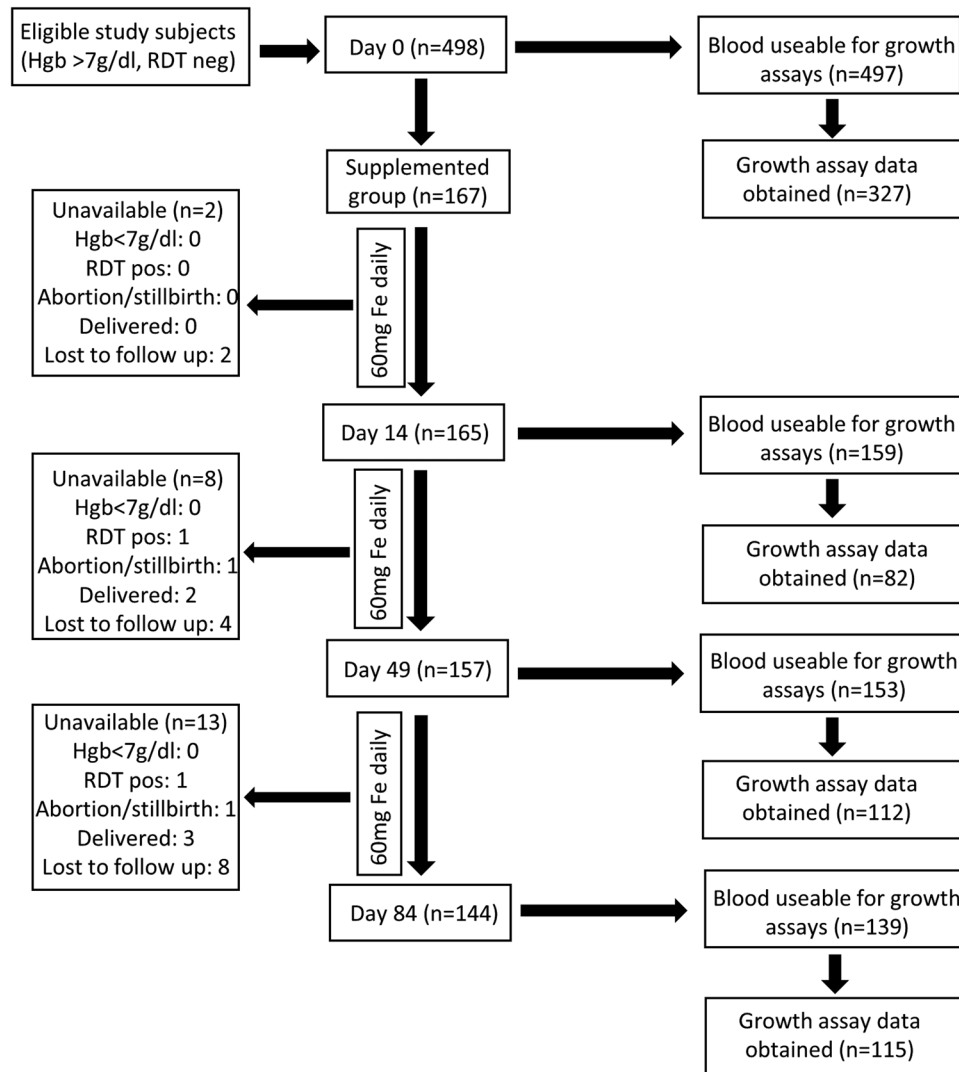 Eligible study subjects
(Hgb >7g/dl, RDT neg)
Day 0 (n=498)
Blood useable for growth
assays (n=497)
Growth assay data
obtained (n=327)
Supplemented
group (n=167)
Unavailable (n=2)
Hgb<7g/dl: 0
RDT pos: 0
Abortion/stillbirth: 0
Delivered: 0
Lost to follow up: 2
60mg Fe daily
Day 14 (n=165)
Blood useable for growth
assays (n=159)
Growth assay data
obtained (n=82)
Unavailable (n=8)
Hgb<7g/dl: 0
RDT pos: 1
Abortion/stillbirth: 1
Delivered: 2
Lost to follow up: 4
60mg Fe daily
Day 49 (n=157)
Blood useable for growth
assays (n=153)
Growth assay data
obtained (n=112)
Unavailable (n=13)
Hgb<7g/dl: 0
RDT pos: 1
Abortion/stillbirth: 1
Delivered: 3
Lost to follow up: 8
60mg Fe daily
Day 84 (n=144)
Blood useable for growth
assays (n=139)
Growth assay data
obtained (n=115)